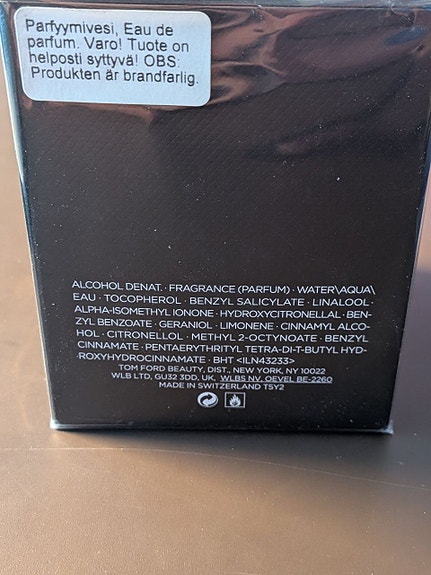 Parfyymivesi, Eau de
parfum. Varo! Tuote on
helposti syttyvä! OBS:
Produkten är brandfarlig.
ALCOHOL DENAT. · FRAGRANCE (PARFUM) · WATER\AQUA\
EAU · TOCOPHEROL · BENZYL SALICYLATE · LINALOOL ·
ALPHA-ISOMETHYL IONONE · HYDROXYCITRONELLAL · BEN-
ZYL BENZOATE · GERANIOL · LIMONENE · CINNAMYL ALCO-
HOL · CITRONELLOL · METHYL 2-OCTYNOATE · BENZYL
CINNAMATE · PENTAERYTHRITYL TETRA-DI-T-BUTYL HYD-
ROXYHYDROCINNAMATE · BHT <ILN43233>
TOM FORD BEAUTY, DIST., NEW YORK, NY 10022
WLB LTD, GU32 3DD, UK, WLBS NV, OEVEL BE-2260
MADE IN SWITZERLAND T5Y2